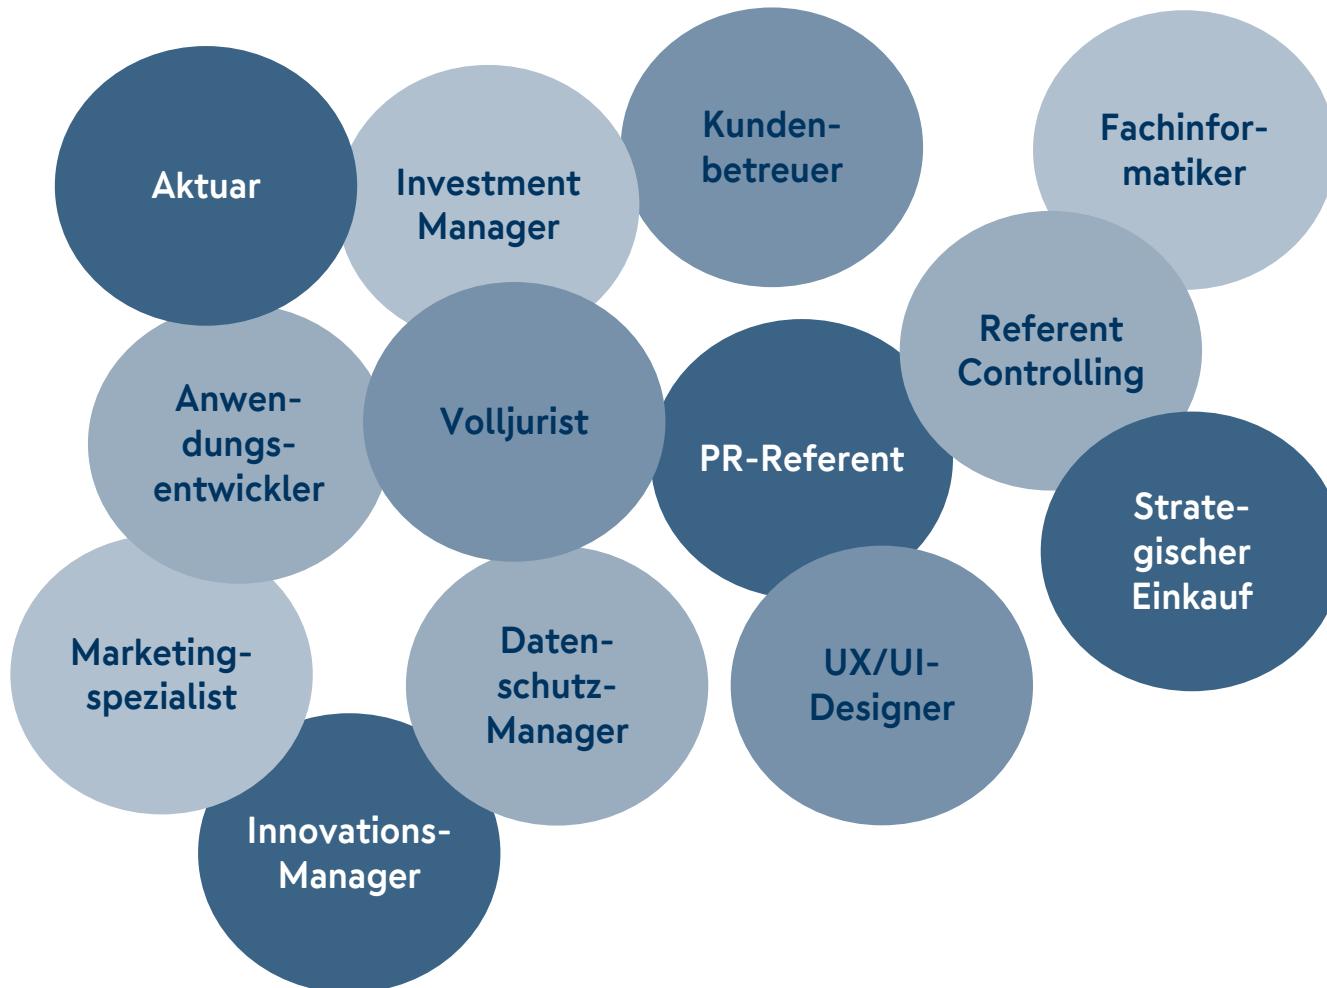 Aktuar
Investment
Manager
Kunden-
betreuer
Fachinfor-
matiker
Anwen-
dungs-
entwickler
Volljurist
PR-Referent
Referent
Controlling
Strate-
gischer
Einkauf
Marketing-
spezialist
Daten-
schutz-
Manager
UX/UI-
Designer
Innovations-
Manager